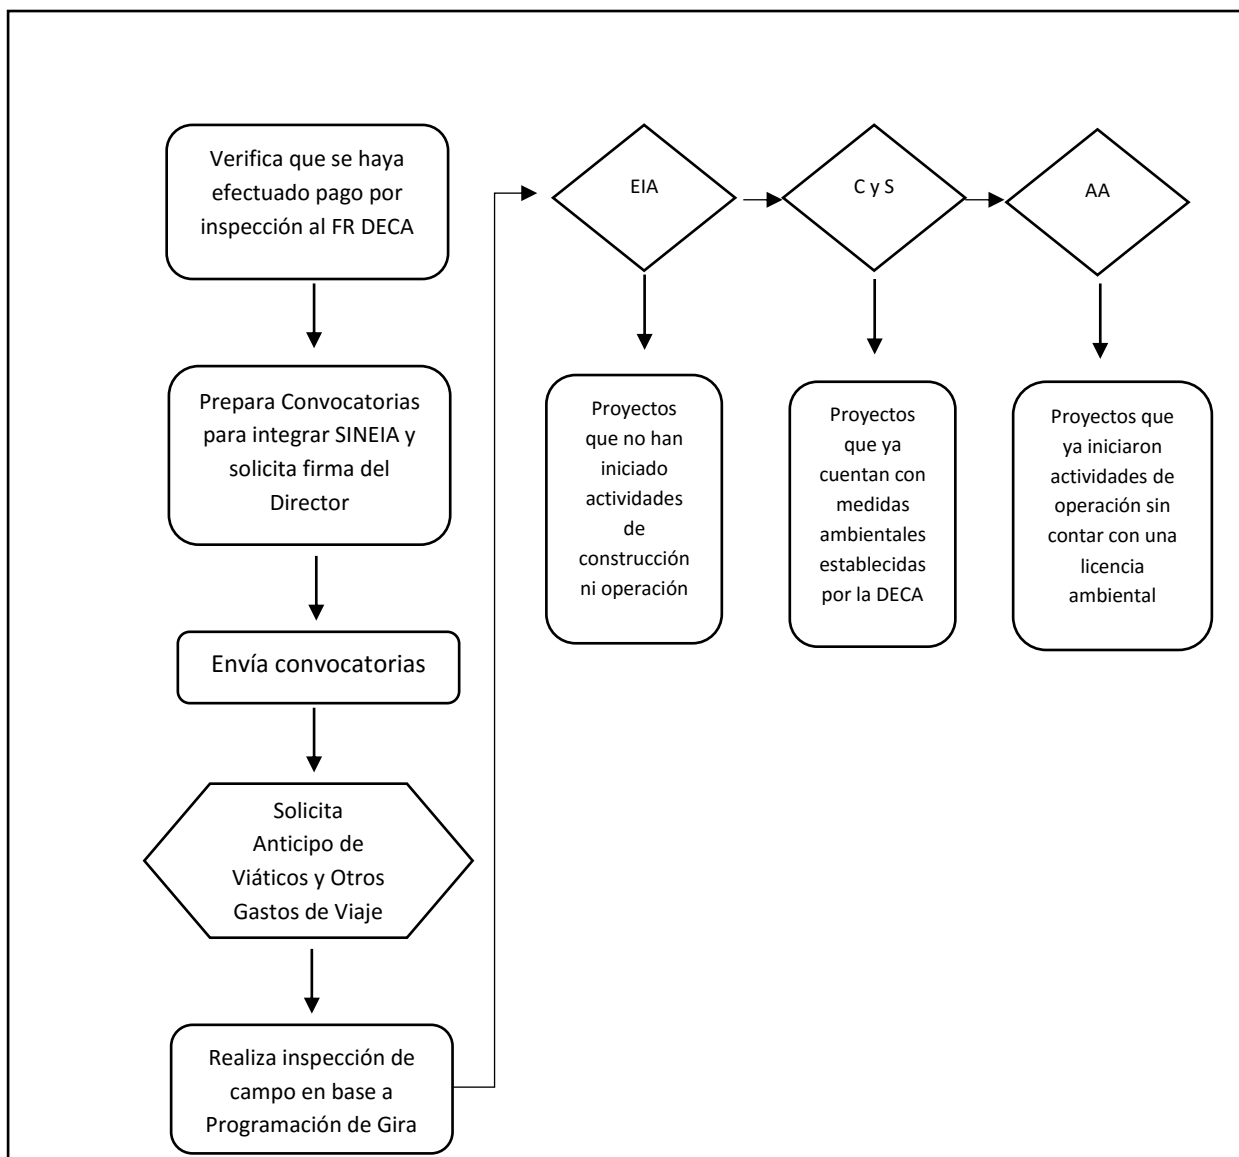 Verifica que se haya
efectuado pago por
inspección al FR DECA
Prepara Convocatorias
para integrar SINEIA y
solicita firma del
Director
Envía convocatorias
Solicita
Anticipo de
Viáticos y Otros
Gastos de Viaje
Realiza inspección de
campo en base a
Programación de Gira
EIA
C y S
AA
Proyectos
que no han
iniciado
actividades
de
construcción
ni operación
Proyectos
que ya
cuentan con
medidas
ambientales
establecidas
por la DECA
Proyectos que
ya iniciaron
actividades de
operación sin
contar con una
licencia
ambiental